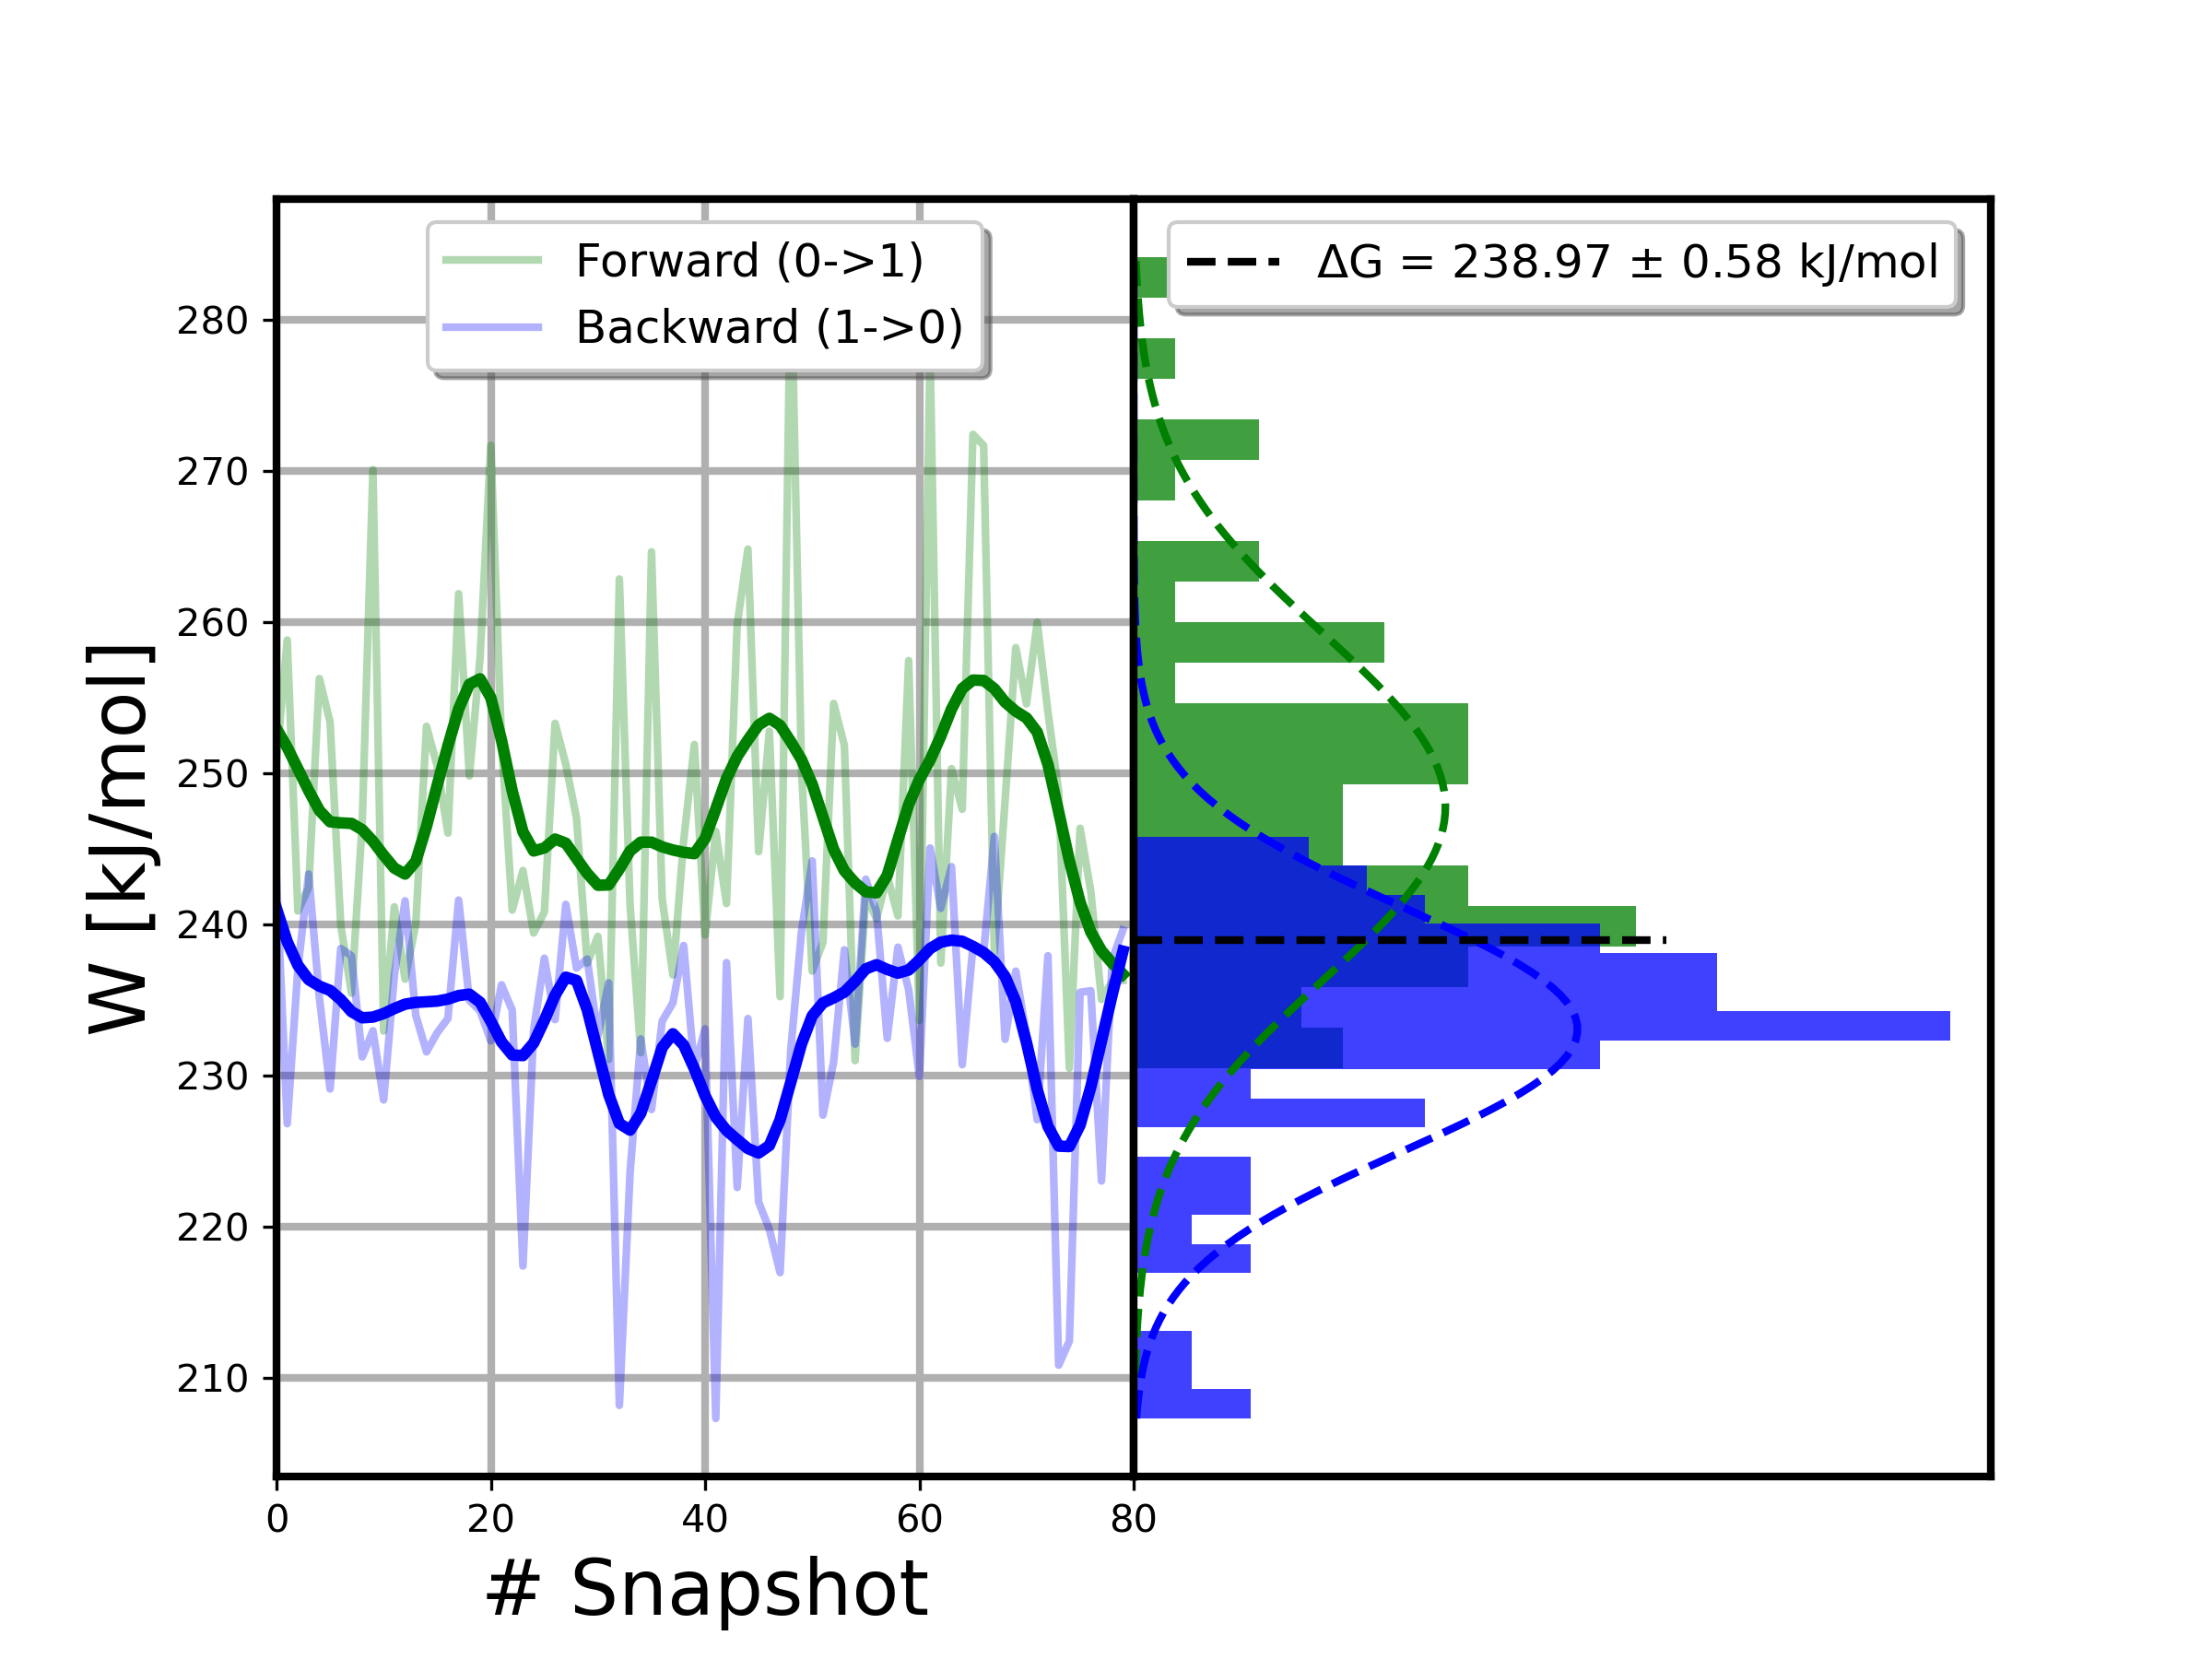 Forward (0->1)
Backward (1->0)
ΔG = 238.97 ± 0.58 kJ/mol
280
270
260
250
240
230
220
210
W [kJ/mol]
0 20 40 60 80
# Snapshot